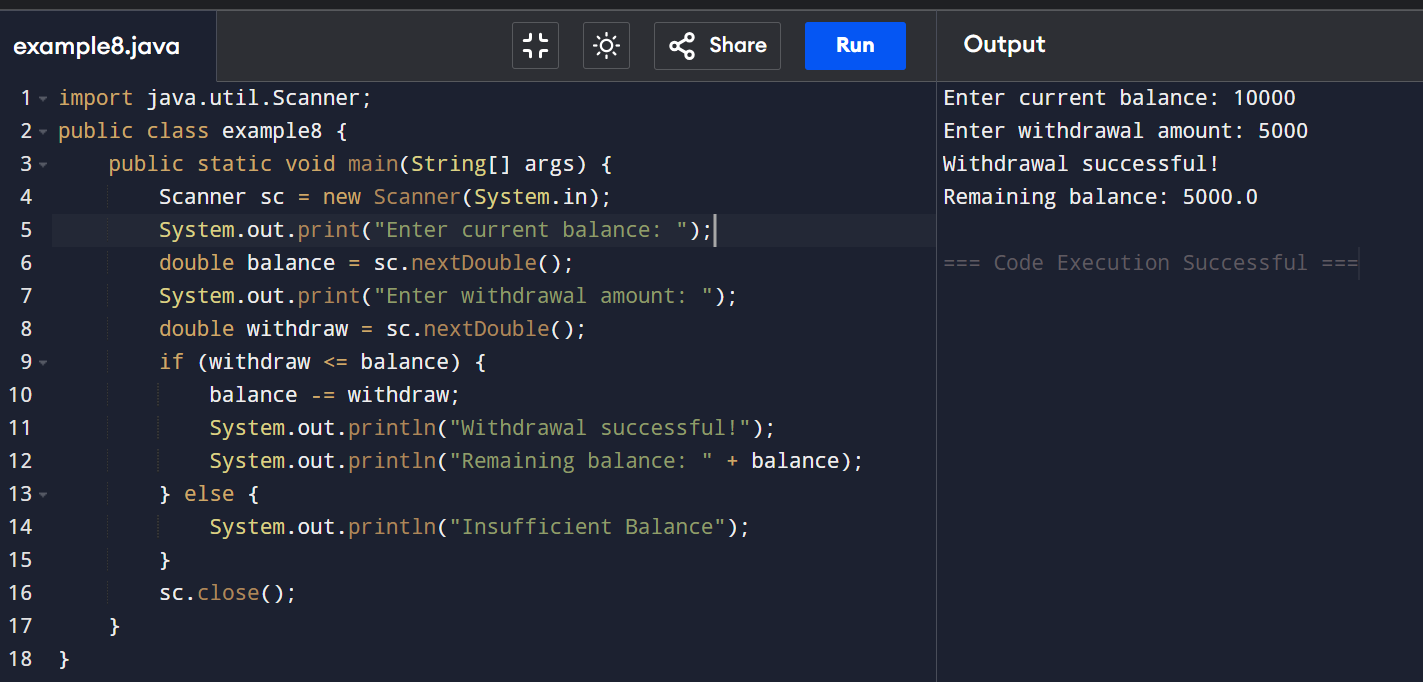 example8.java
Share
Run
Output
1 import java.util.Scanner;
2 public class example8 {
3     public static void main(String[] args) {
4         Scanner sc = new Scanner(System.in);
5         System.out.print("Enter current balance: ");
6         double balance = sc.nextDouble();
7         System.out.print("Enter withdrawal amount: ");
8         double withdraw = sc.nextDouble();
9         if (withdraw <= balance) {
10             balance -= withdraw;
11             System.out.println("Withdrawal successful!");
12             System.out.println("Remaining balance: " + balance);
13         } else {
14             System.out.println("Insufficient Balance");
15         }
16         sc.close();
17     }
18 }
Enter current balance: 10000
Enter withdrawal amount: 5000
Withdrawal successful!
Remaining balance: 5000.0
=== Code Execution Successful ===